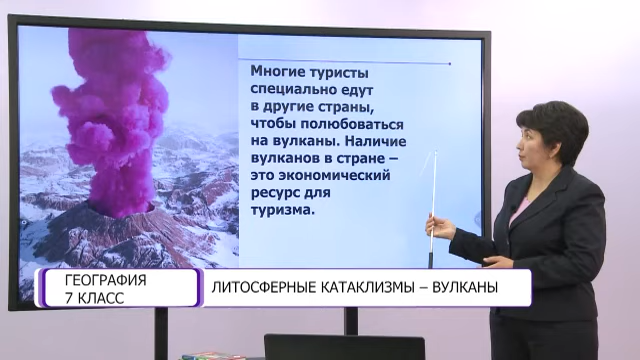 Многие туристы
специально едут
в другие страны,
чтобы полюбоваться
на вулканы. Наличие
вулканов в стране –
это экономический
ресурс для
туризма.
ГЕОГРАФИЯ
7 КЛАСС
ЛИТОСФЕРНЫЕ КАТАКЛИЗМЫ – ВУЛКАНЫ